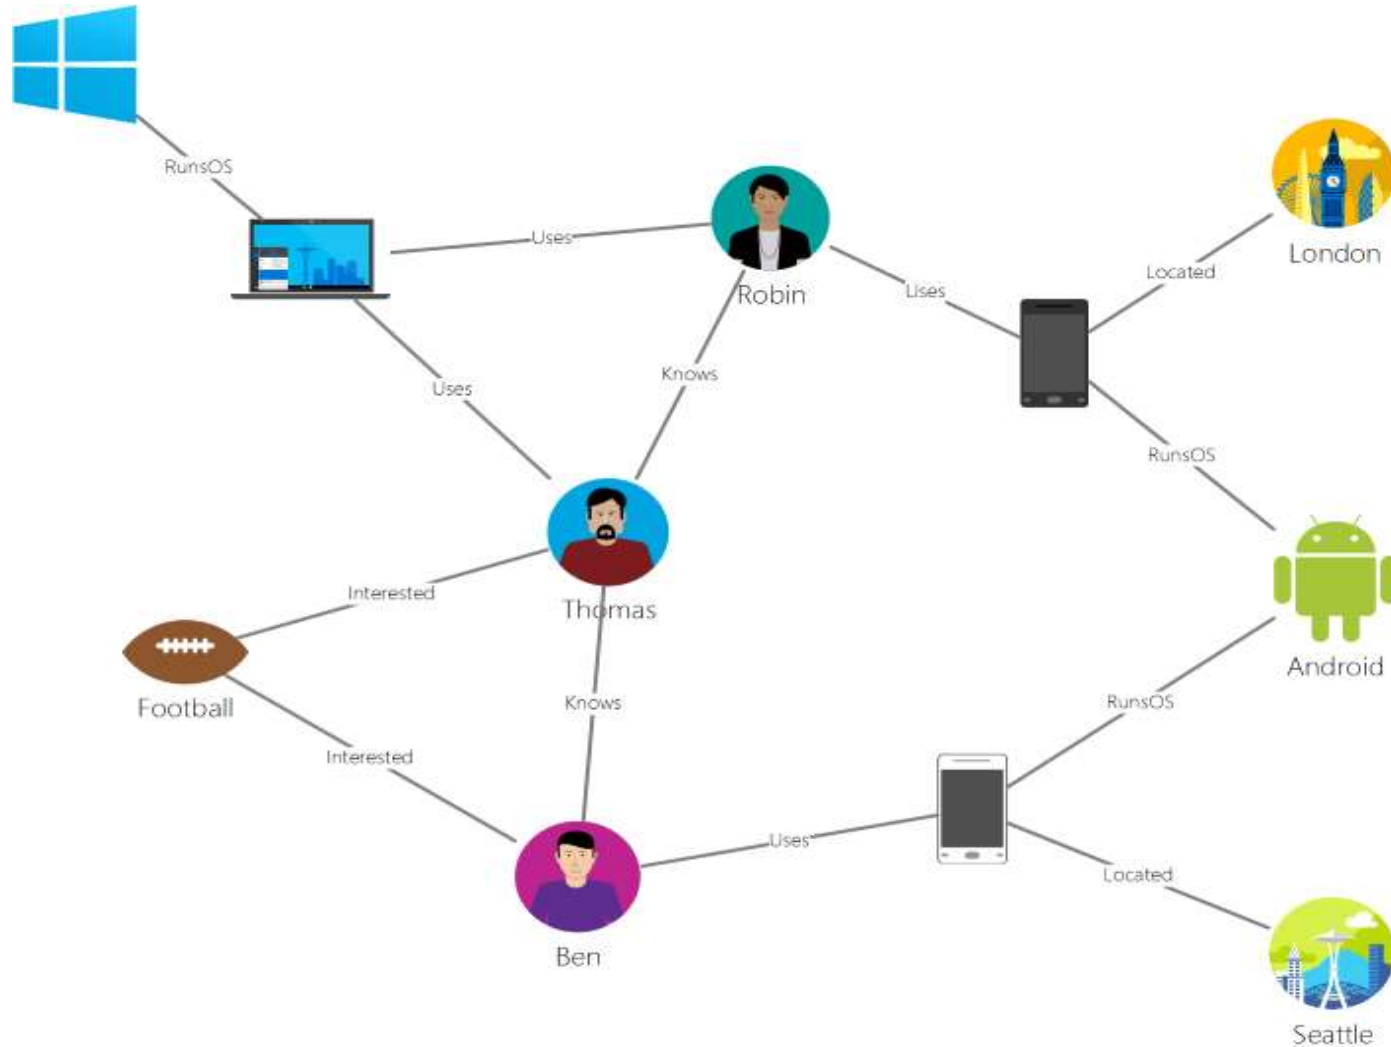 RunsOS
London
Uses
Located
Robin
Uses
Knows
Uses
RunsOS
Interested
Thomas
Android
Football
Knows
RunsOS
Interested
Uses
Located
Ben
Seattle